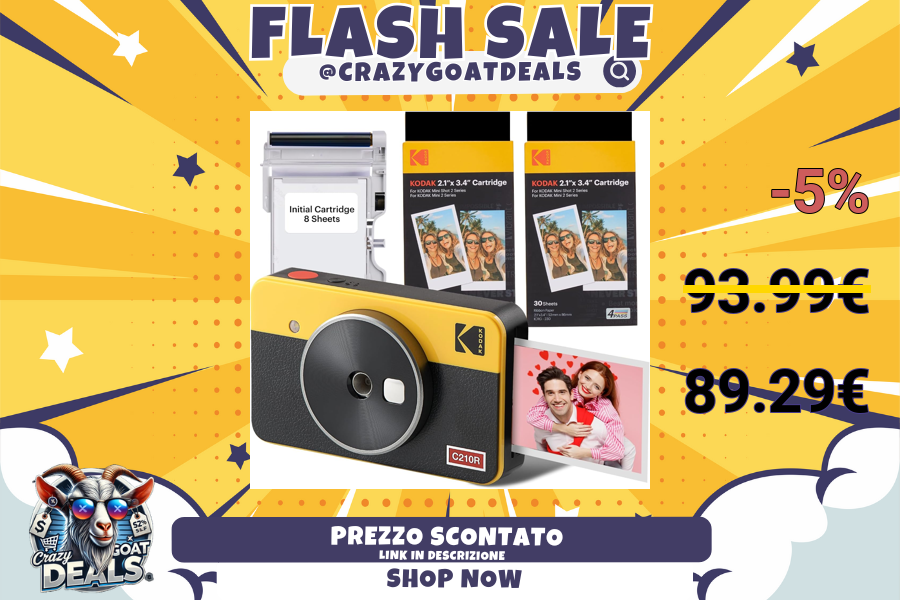 FLASH SALE
@CRAZYGOATDEALS
Initial Cartridge
8 Sheets
KODAK 2.1"x 3.4" Cartridge
For KODAK Mini Shot 2 Series
For KODAK Mini 2 Series
KODAK 2.1"x 3.4" Cartridge
For KODAK Mini Shot 2 Series
For KODAK Mini 2 Series
30 Sheets
4PASS
KODAK
C210R
-5%
93.99€
89.29€
$
52%
Crazy
GOAT
DEALS
PREZZO SCONTATO
LINK IN DESCRIZIONE
SHOP NOW